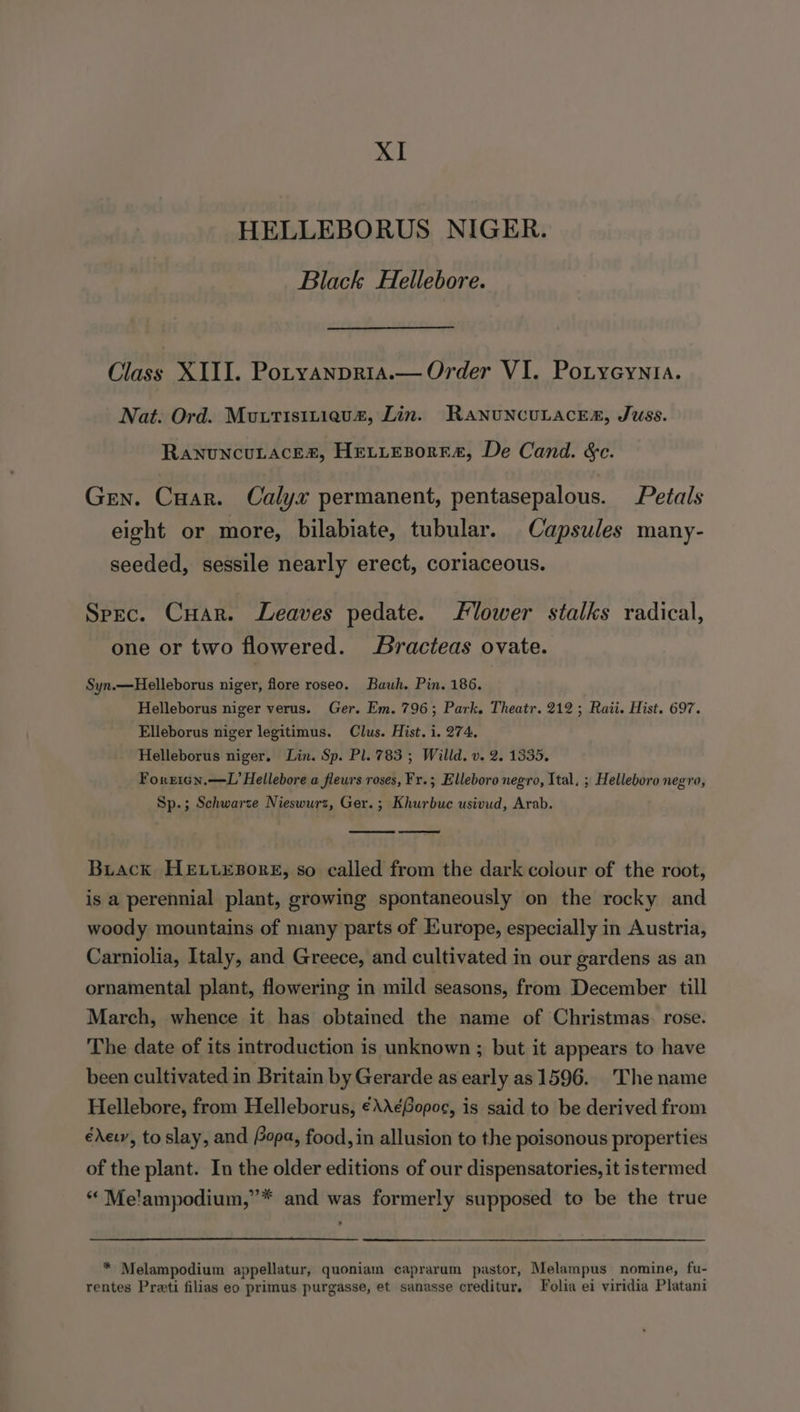 XI
HELLEBORUS NIGER.
Black Hellebore.
Class XIII. POLYANDRIA.—Order VI. POLYGYNIA.
Nat. Ord. MULTISILIQUÆ, Lin. RANUNCULACEÆ, Juss.
RANUNCULACEÆ, HELLEBOREÆ, De Cand. &c.
GEN. CHAR. Calyx permanent, pentasepalous. Petals
eight or more, bilabiate, tubular. Capsules many-
seeded, sessile nearly erect, coriaceous.
SPEC. CHAR. Leaves pedate. Flower stalks radical,
one or two flowered. Bracteas ovate.
Syn.—Helleborus niger, flore roseo. Bauh. Pin. 186.
Helleborus niger verus. Ger. Em. 796; Park. Theatr. 212; Raii. Hist. 697.
Elleborus niger legitimus. Clus. Hist. i. 274.
Helleborus niger. Lin. Sp. Pl. 783; Willd. v. 2. 1335.
FOREIGN.—L' Hellebore a fleurs roses, Fr.; Elleboro negro, Ital. ; Helleboro negro,
Sp.; Schwarze Nieswurz, Ger.; Khurbuc usivud, Arab.
BLACK HELLEBORE, so called from the dark colour of the root,
is a perennial plant, growing spontaneously on the rocky and
woody mountains of many parts of Europe, especially in Austria,
Carniolia, Italy, and Greece, and cultivated in our gardens as an
ornamental plant, flowering in mild seasons, from December till
March, whence it has obtained the name of Christmas rose.
The date of its introduction is unknown; but it appears to have
been cultivated in Britain by Gerarde as early as 1596. The name
Hellebore, from Helleborus, ἑλλέβορος, is said to be derived from
ἑλειν, to slay, and βορα, food, in allusion to the poisonous properties
of the plant. In the older editions of our dispensatories, it is termed
“Melampodium,”* and was formerly supposed to be the true
* Melampodium appellatur, quoniam caprarum pastor, Melampus nomine, fu-
rentes Præti filias eo primus purgasse, et sanasse creditur. Folia ei viridia Platani